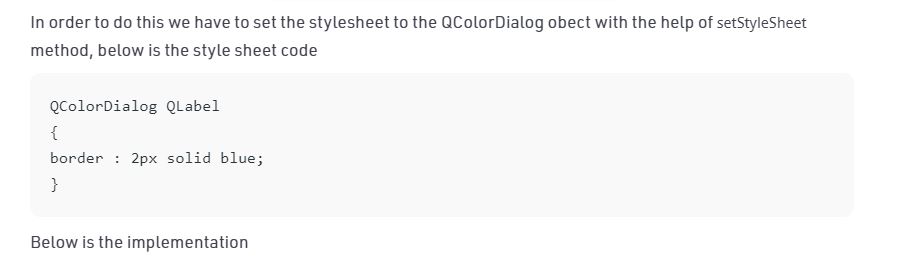 In order to do this we have to set the stylesheet to the QColorDialog obect with the help of setStyleSheet
method, below is the style sheet code
QColorDialog QLabel
{
border : 2px solid blue;
}
Below is the implementation